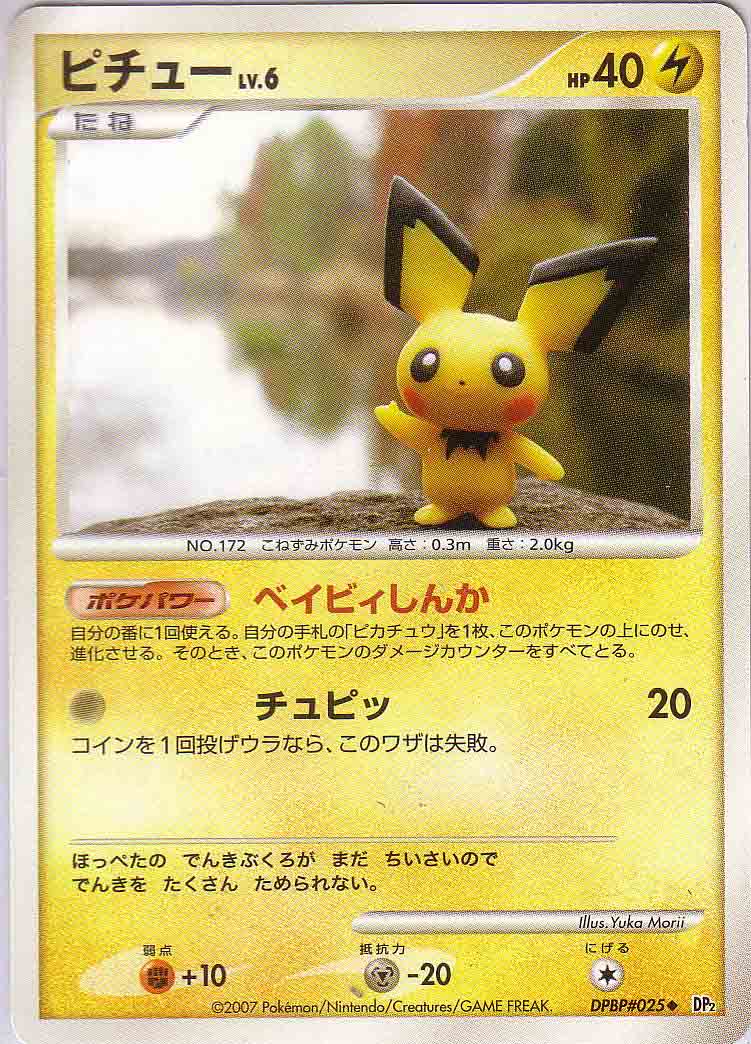 ピチューLV.6 HP40
たね
NO.172 こねずみポケモン 高さ：0.3m 重さ：2.0kg
ポケパワー ベイビィしんか
自分の番に1回使える。自分の手札の「ピカチュウ」を1枚、このポケモンの上にのせ、
進化させる。そのとき、このポケモンのダメージカウンターをすべてとる。
チュピッ 20
コインを1回投げウラなら、このワザは失敗。
ほっぺたの でんきぶくろが まだ ちいさいので
でんきを たくさん ためられない。
Illus.Yuka Morii
弱点 抵抗力 にげる
+10 -20
©2007 Pokémon/Nintendo/Creatures/GAME FREAK. DPBP#025◆ DP2